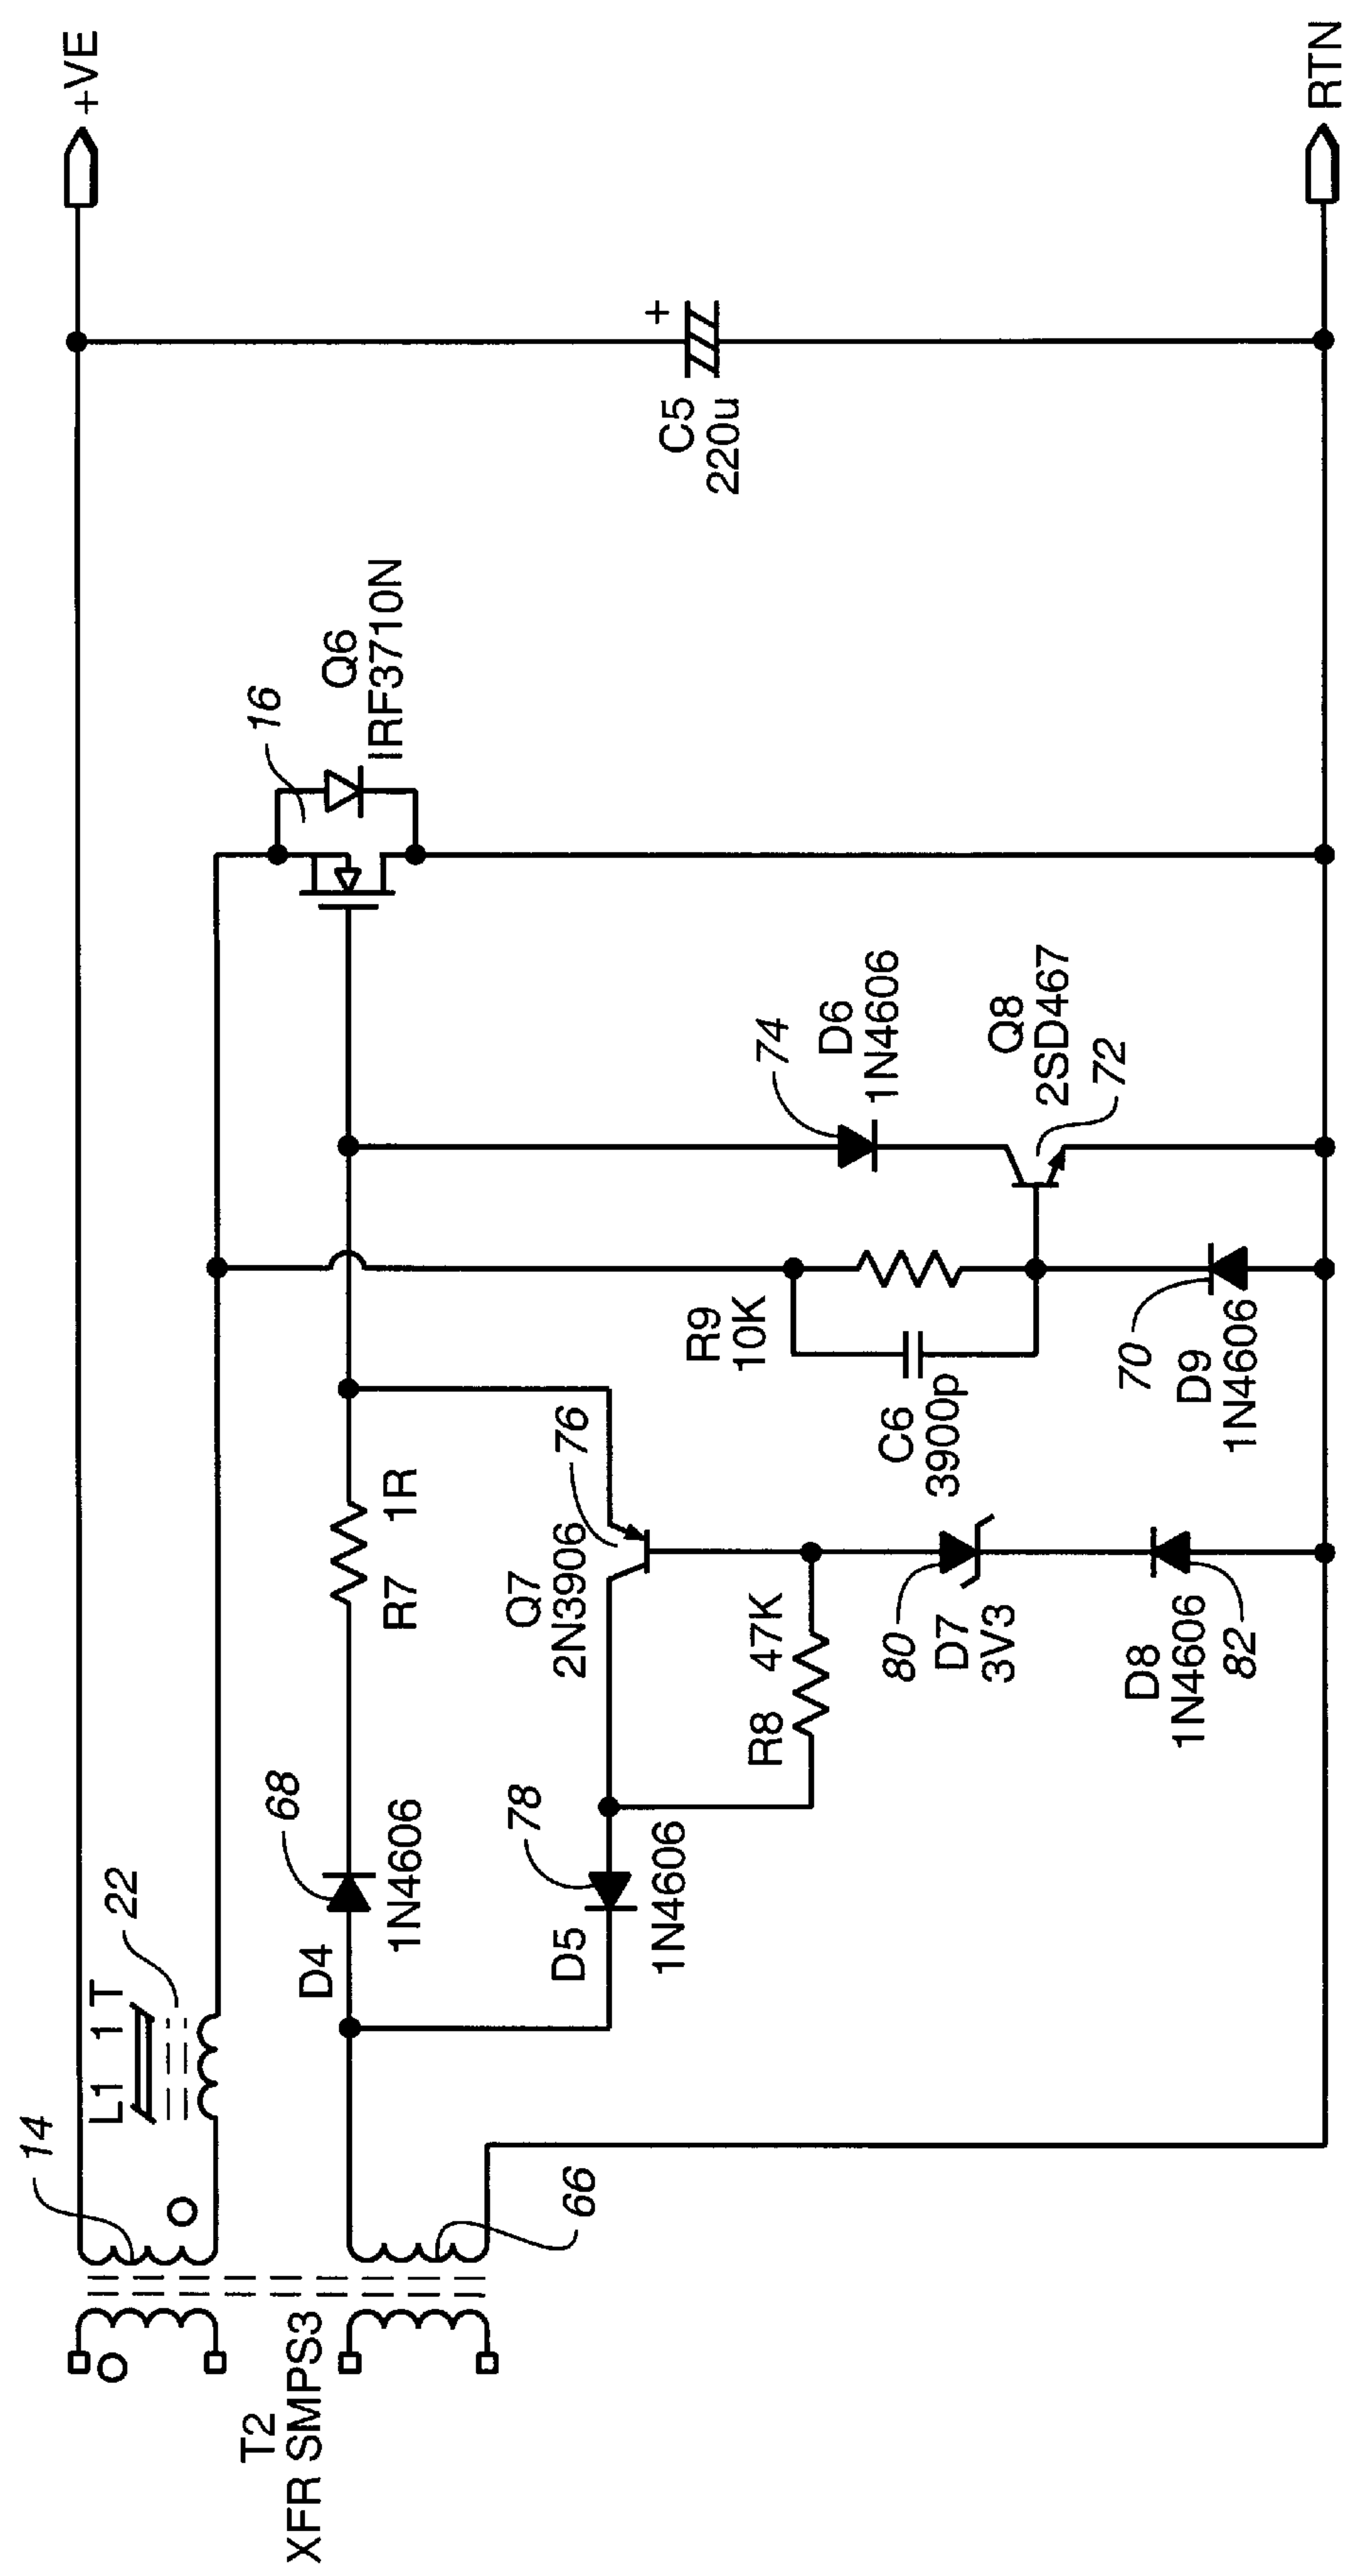 +VE
RTN
C5
220u
+
16
Q6
IRF3710N
74
D6
1N4606
Q8
2SD467
72
R9
10K
C6
3900p
70
D9
1N4606
R7 1R
76
Q7
2N3906
R8 47K
80
D7
3V3
D8
1N4606
82
68
D4
1N4606
78
D5
1N4606
22
L1 1T
14
66
T2
XFR SMPS3